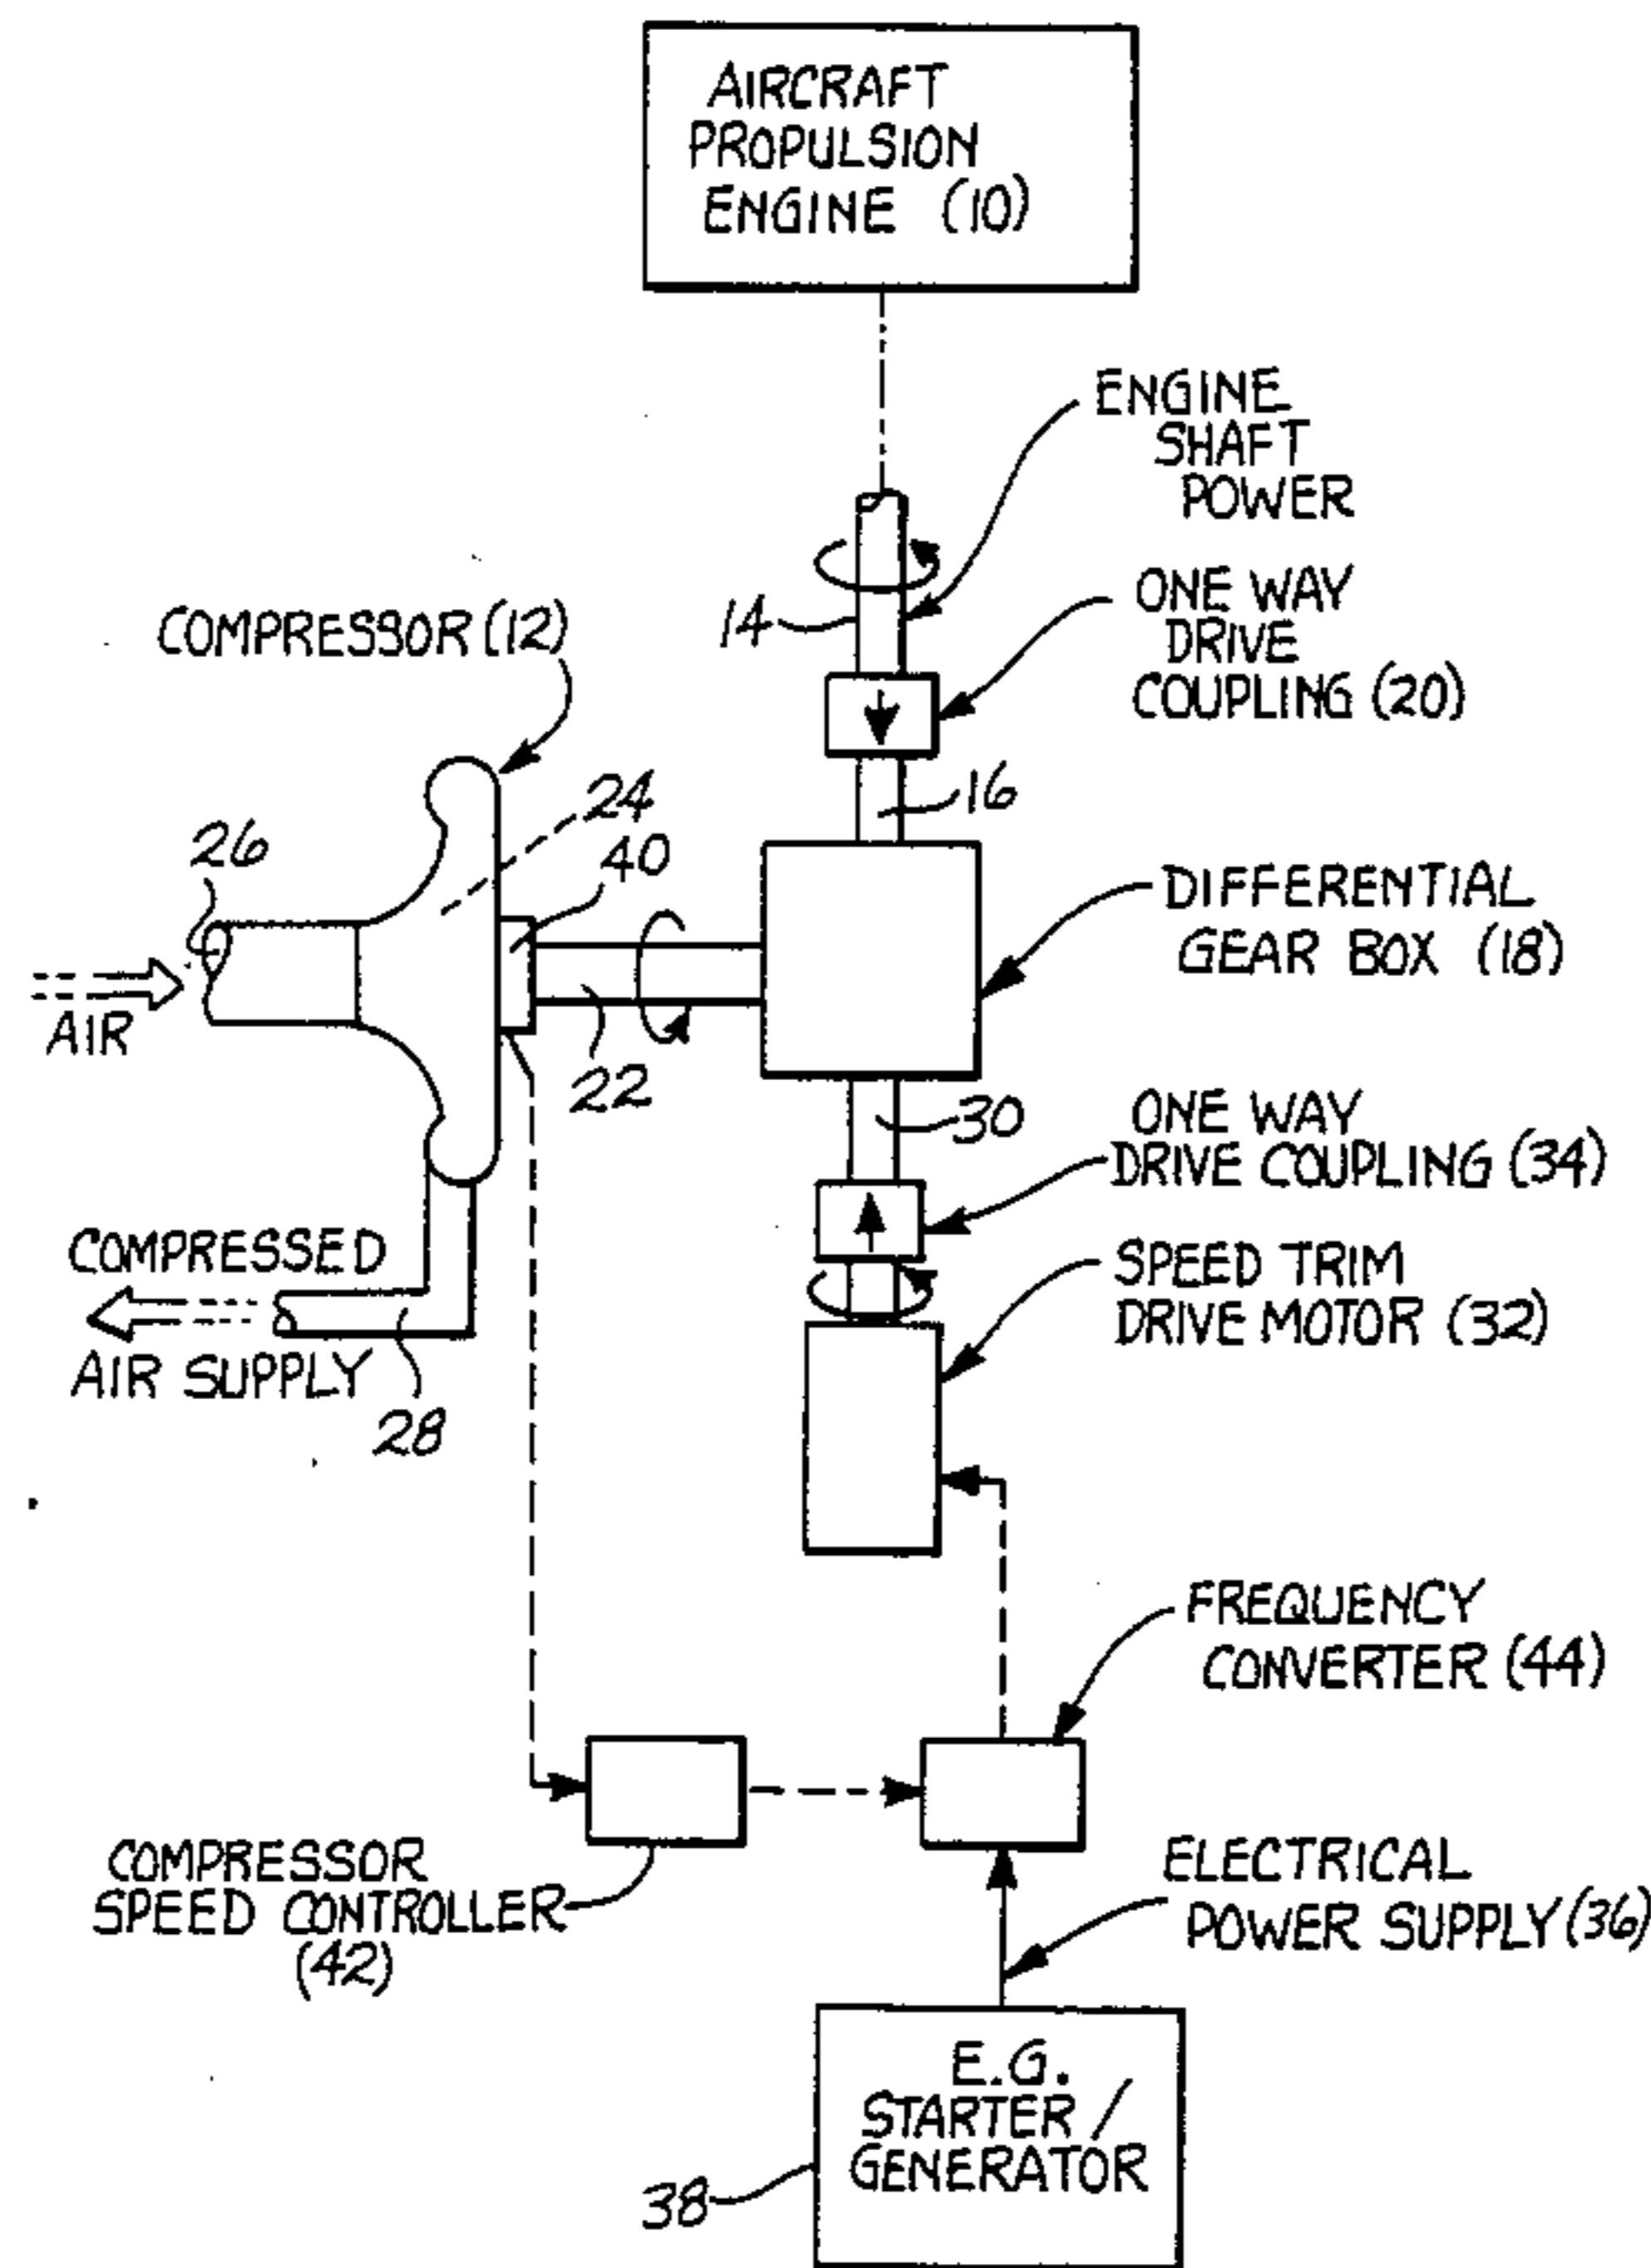 AIRCRAFT
PROPULSION
ENGINE (10)
ENGINE
SHAFT
POWER
14
ONE WAY
DRIVE
COUPLING (20)
COMPRESSOR (12)
16
24
40
26
DIFFERENTIAL
GEAR BOX (18)
AIR
22
30
ONE WAY
DRIVE COUPLING (34)
COMPRESSED
AIR SUPPLY
28
SPEED TRIM
DRIVE MOTOR (32)
FREQUENCY
CONVERTER (44)
COMPRESSOR
SPEED CONTROLLER
(42)
ELECTRICAL
POWER SUPPLY (36)
E.G.
STARTER /
GENERATOR
38